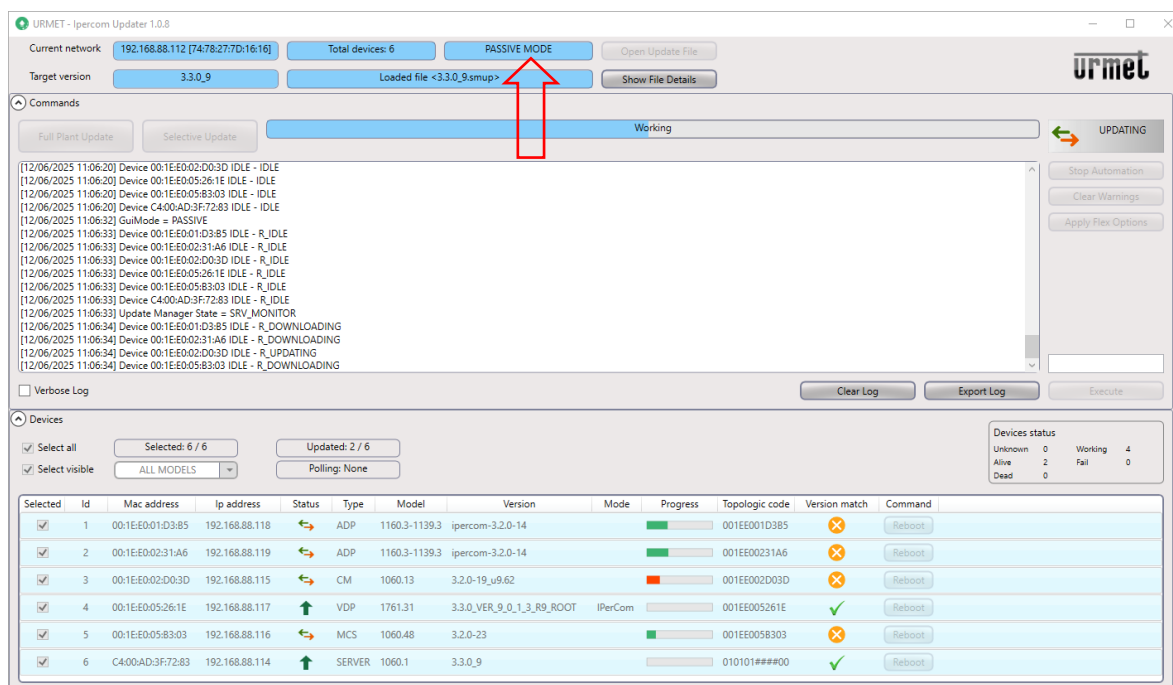 URMET - Ipercom Updater 1.0.8
Current network 192.168.88.112 [74:78:27:7D:16:16] Total devices: 6 PASSIVE MODE Open Update File
urmet
Target version 3.3.0_9 Loaded file <3.3.0_9.smup> Show File Details
Commands
Full Plant Update Selective Update Working UPDATING
[12/06/2025 11:06:20] Device 00:1E:E0:02:D0:3D IDLE - IDLE
[12/06/2025 11:06:20] Device 00:1E:E0:05:26:1E IDLE - IDLE
[12/06/2025 11:06:20] Device 00:1E:E0:05:B3:03 IDLE - IDLE
[12/06/2025 11:06:20] Device C4:00:AD:3F:72:83 IDLE - IDLE
[12/06/2025 11:06:32] GuiMode = PASSIVE
[12/06/2025 11:06:33] Device 00:1E:E0:01:D3:B5 IDLE - R_IDLE
[12/06/2025 11:06:33] Device 00:1E:E0:02:31:A6 IDLE - R_IDLE
[12/06/2025 11:06:33] Device 00:1E:E0:02:D0:3D IDLE - R_IDLE
[12/06/2025 11:06:33] Device 00:1E:E0:05:26:1E IDLE - R_IDLE
[12/06/2025 11:06:33] Device 00:1E:E0:05:B3:03 IDLE - R_IDLE
[12/06/2025 11:06:33] Device C4:00:AD:3F:72:83 IDLE - R_IDLE
[12/06/2025 11:06:33] Update Manager State = SRV_MONITOR
[12/06/2025 11:06:34] Device 00:1E:E0:01:D3:B5 IDLE - R_DOWNLOADING
[12/06/2025 11:06:34] Device 00:1E:E0:02:31:A6 IDLE - R_DOWNLOADING
[12/06/2025 11:06:34] Device 00:1E:E0:02:D0:3D IDLE - R_UPDATING
[12/06/2025 11:06:34] Device 00:1E:E0:05:B3:03 IDLE - R_DOWNLOADING
Stop Automation
Clear Warnings
Apply Flex Options
Verbose Log Clear Log Export Log Execute
Devices
Select all Selected: 6 / 6 Updated: 2 / 6
Select visible ALL MODELS Polling: None
Devices status
Unknown 0 Working 4
Alive 2 Fail 0
Dead 0
Selected Id Mac address Ip address Status Type Model Version Mode Progress Topologic code Version match Command
1 00:1E:E0:01:D3:B5 192.168.88.118 ADP 1160.3-1139.3 ipercom-3.2.0-14 001EE001D3B5 Reboot
2 00:1E:E0:02:31:A6 192.168.88.119 ADP 1160.3-1139.3 ipercom-3.2.0-14 001EE00231A6 Reboot
3 00:1E:E0:02:D0:3D 192.168.88.115 CM 1060.13 3.2.0-19_u9.62 001EE002D03D Reboot
4 00:1E:E0:05:26:1E 192.168.88.117 VDP 1761.31 3.3.0_VER_9_0_1_3_R9_ROOT IPerCom 001EE005261E Reboot
5 00:1E:E0:05:B3:03 192.168.88.116 MCS 1060.48 3.2.0-23 001EE005B303 Reboot
6 C4:00:AD:3F:72:83 192.168.88.114 SERVER 1060.1 3.3.0_9 010101####00 Reboot